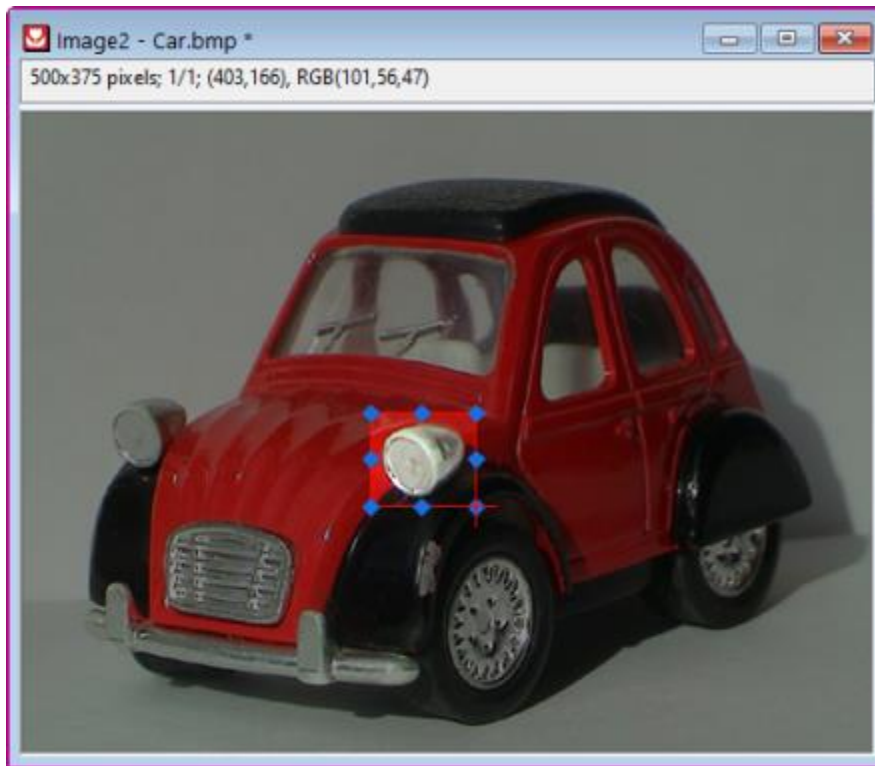 Image2 - Car.bmp *
500x375 pixels; 1/1; (403,166), RGB(101,56,47)